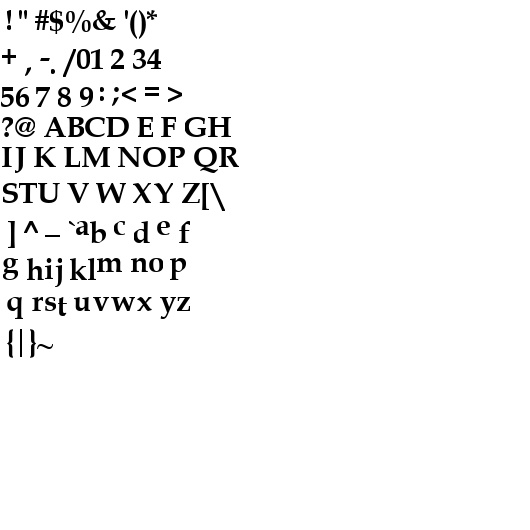 ! " #$%& '()*
+ , -. /01 2 34
56 7 8 9 : ;< = >
?@ ABCD E F GH
IJ K LM NOP QR
STU V W XY Z[\
] ^ _ `ab c d e f
g hij klm no p
q rst uvwx yz
{|}~